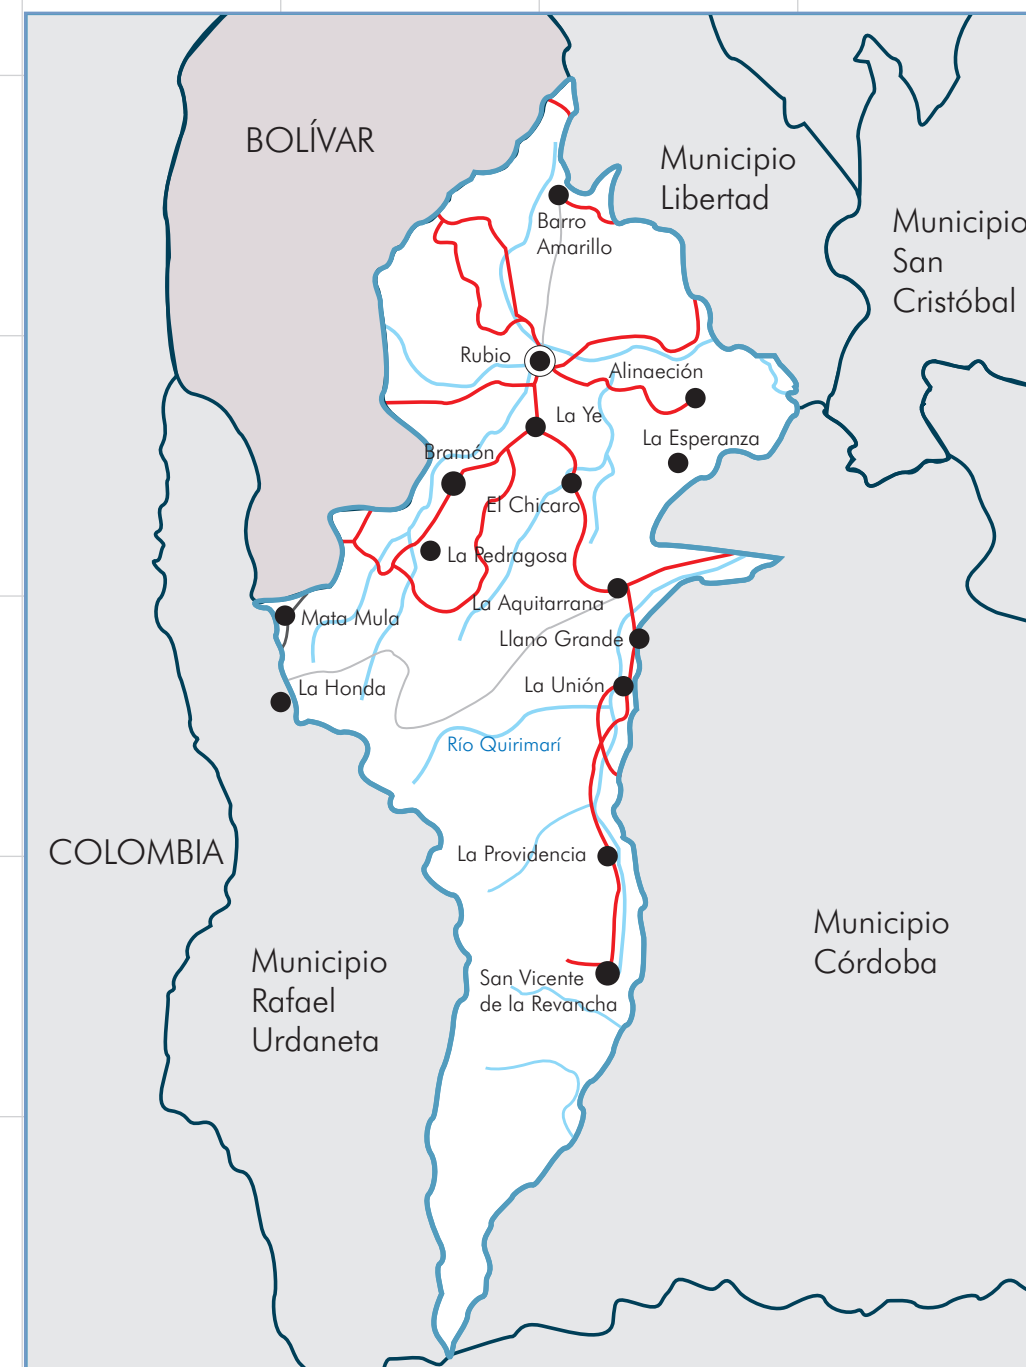 BOLÍVAR
Municipio
Libertad
Municipio
San
Cristóbal
Barro
Amarillo
Rubio
Alinaeción
La Ye
La Esperanza
Bramón
El Chicaro
La Pedragosa
La Aquitarrana
Mata Mula
Llano Grande
La Honda
La Unión
Río Quirimarí
COLOMBIA
La Providencia
Municipio
Córdoba
Municipio
Rafael
Urdaneta
San Vicente
de la Revancha